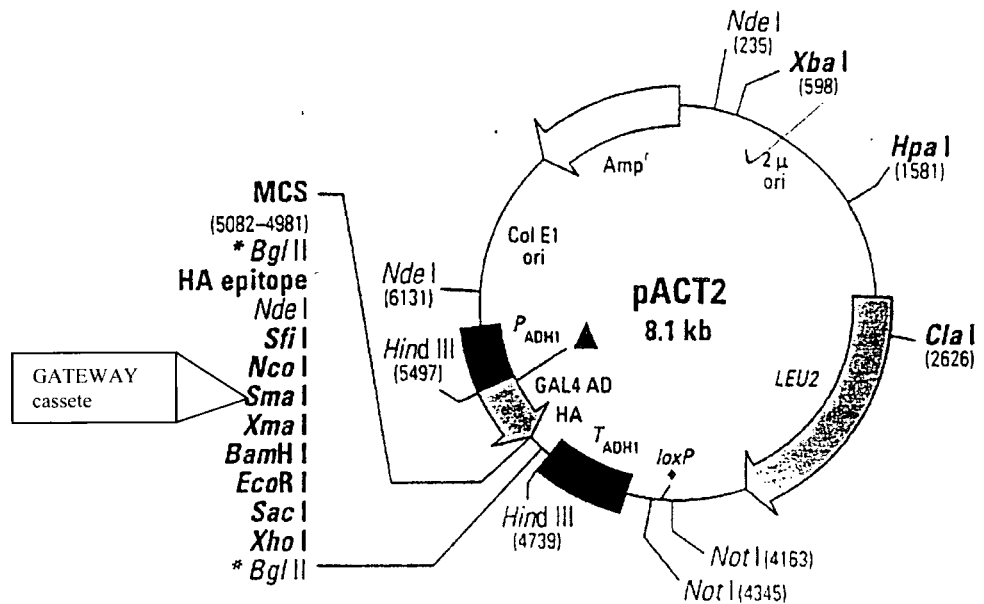 Nde I
(235)
Xba I
(598)
2 µ
ori
Hpa I
(1581)
Amp^r
MCS
(5082–4981)
* Bgl II
HA epitope
Nde I
Sfi I
Nco I
Sma I
Xma I
BamH I
EcoR I
Sac I
Xho I
* Bgl II
GATEWAY
cassete
Col E1
ori
Nde I
(6131)
pACT2
8.1 kb
P_ADH1
Hind III
(5497)
GAL4 AD
HA
T_ADH1
Cla I
(2626)
LEU2
loxP
Hind III
(4739)
Not I (4163)
Not I (4345)